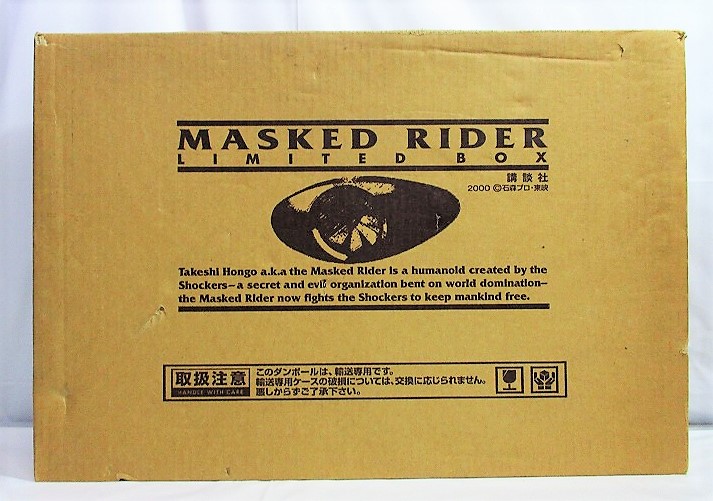 MASKED RIDER
LIMITED BOX
講談社
2000 ©石森プロ・東映
Takeshi Hongo a.k.a the Masked Rider is a humanoid created by the
Shockers—a secret and evil organization bent on world domination—
the Masked Rider now fights the Shockers to keep mankind free.
取扱注意
HANDLE WITH CARE
このダンボールは、輸送専用です。
輸送専用ケースの破損については、交換に応じられません。
悪しからずご了承下さい。